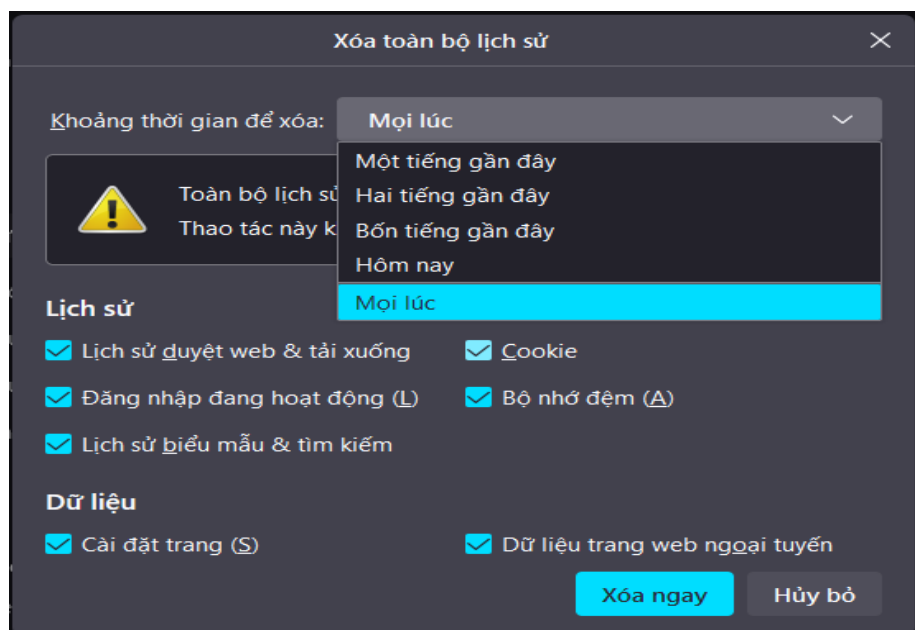 Xóa toàn bộ lịch sử
Khoảng thời gian để xóa: Mọi lúc
Một tiếng gần đây
Toàn bộ lịch sử
Hai tiếng gần đây
Thao tác này
Bốn tiếng gần đây
Hôm nay
Mọi lúc
Lịch sử
Lịch sử duyệt web & tải xuống
Cookie
Đăng nhập đang hoạt động (L)
Bộ nhớ đệm (A)
Lịch sử biểu mẫu & tìm kiếm
Dữ liệu
Cài đặt trang (S)
Dữ liệu trang web ngoại tuyến
Xóa ngay
Hủy bỏ